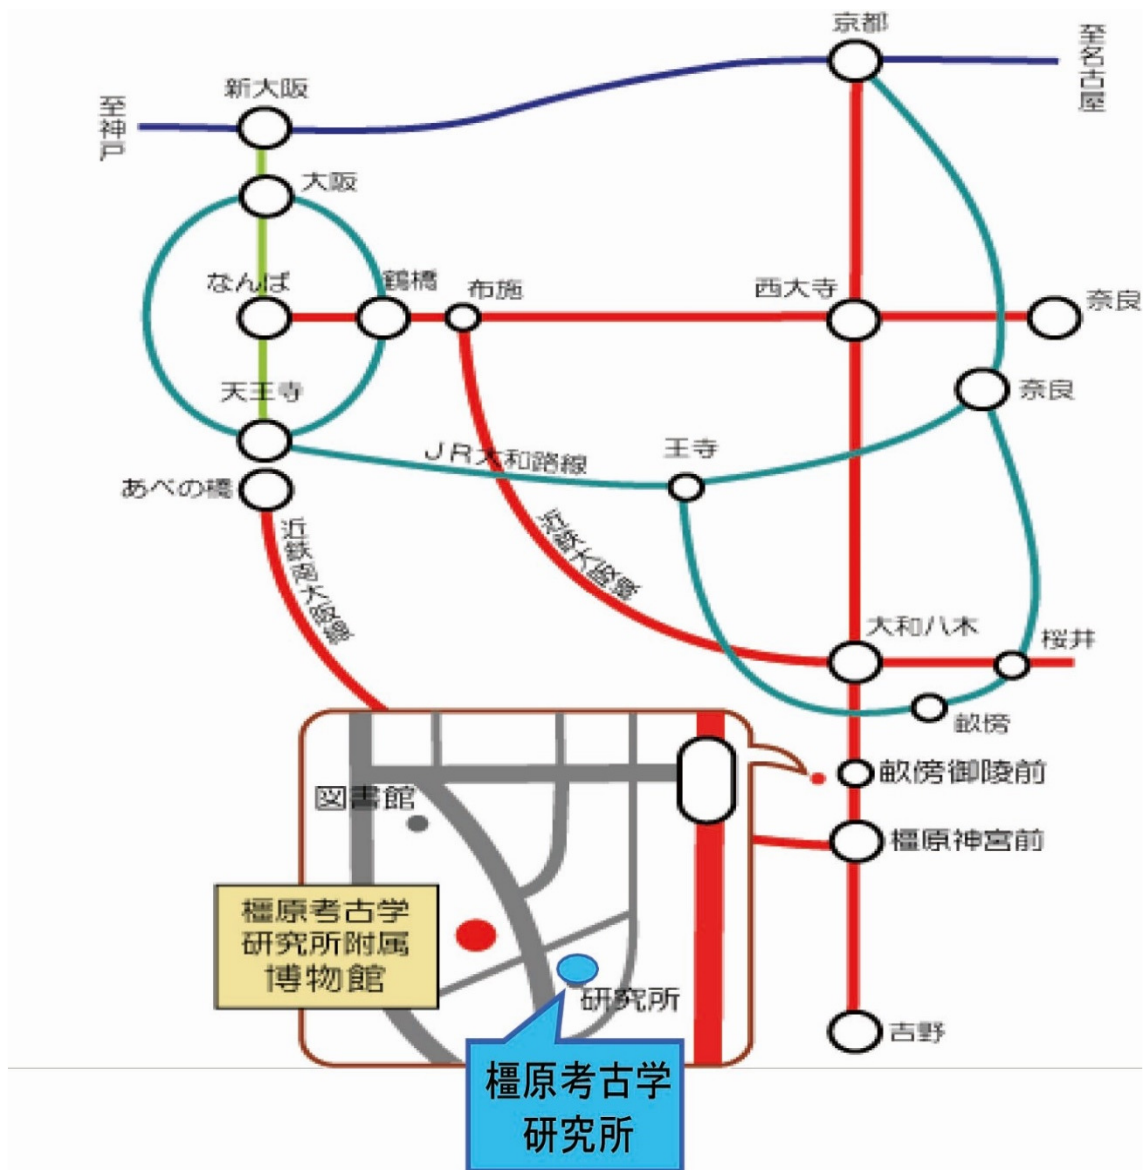 京都
至名古屋
新大阪
至神戸
大阪
なんば
鶴橋
布施
西大寺
奈良
天王寺
奈良
JR大和路線
王寺
あべの橋
近鉄南大阪線
近鉄大阪線
大和八木
桜井
畝傍
畝傍御陵前
図書館
橿原神宮前
橿原考古学
研究所附属
博物館
研究所
吉野
橿原考古学
研究所